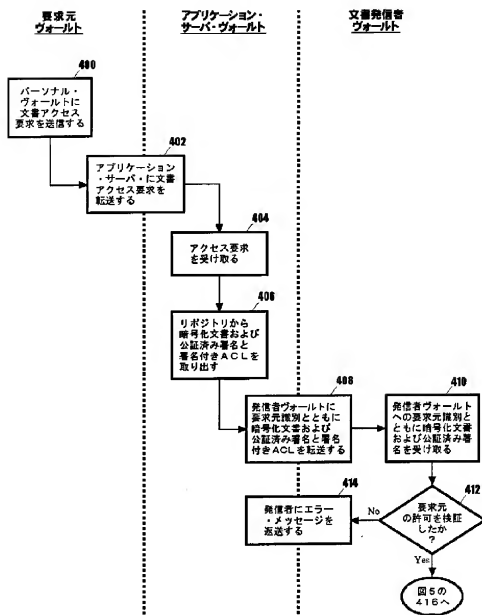 要求元
ヴォールト
アプリケーション・
サーバ・ヴォールト
文書発信者
ヴォールト
400
パーソナル・
ヴォールトに
文書アクセス
要求を送信する
402
アプリケーション
・サーバ・に文書
アクセス要求を
転送する
404
アクセス要求
を受け取る
406
リポジトリから
暗号化文書および
公証済み署名と
署名付きACLを
取り出す
408
発信者ヴォールトに
要求元識別とともに
暗号化文書および
公証済み署名と署名
付きACLを転送する
410
発信者ヴォールト
への要求元識別と
ともに暗号化文書
および公証済み署
名を受け取る
412
要求元
の許可を検証
したか
?
No
414
発信者にエラー
・メッセージを
返送する
Yes
図5の
416へ